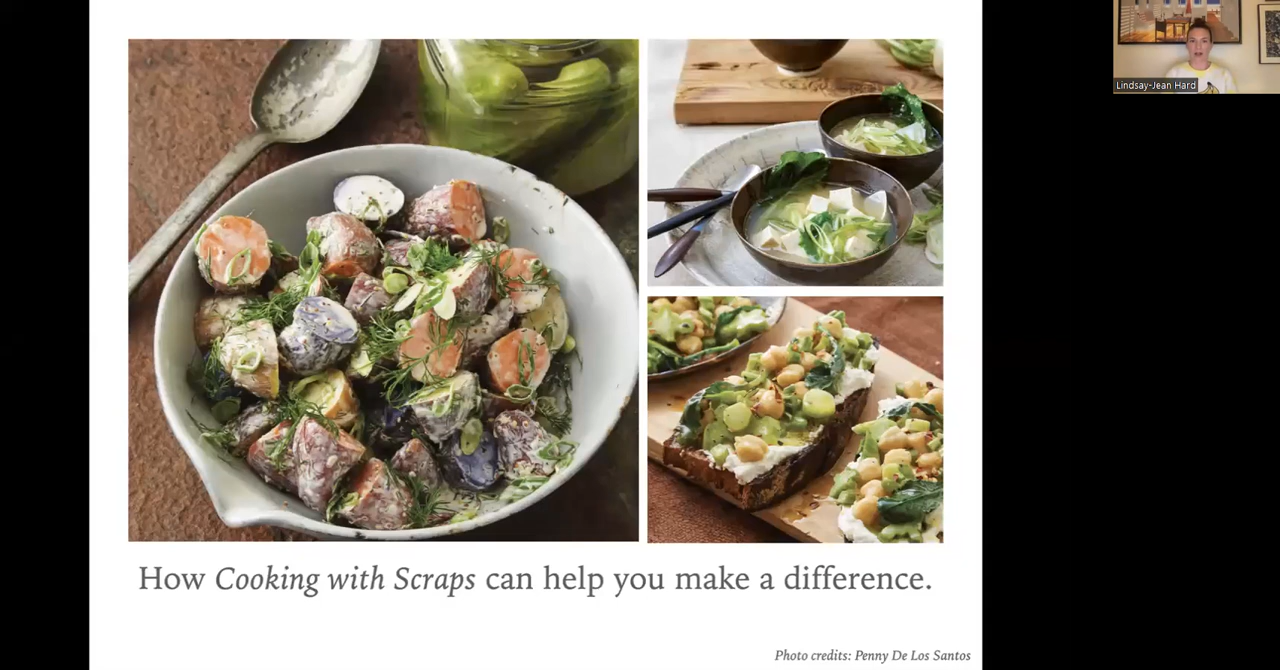 Lindsay-Jean Hard
How Cooking with Scraps can help you make a difference.
Photo credits: Penny De Los Santos